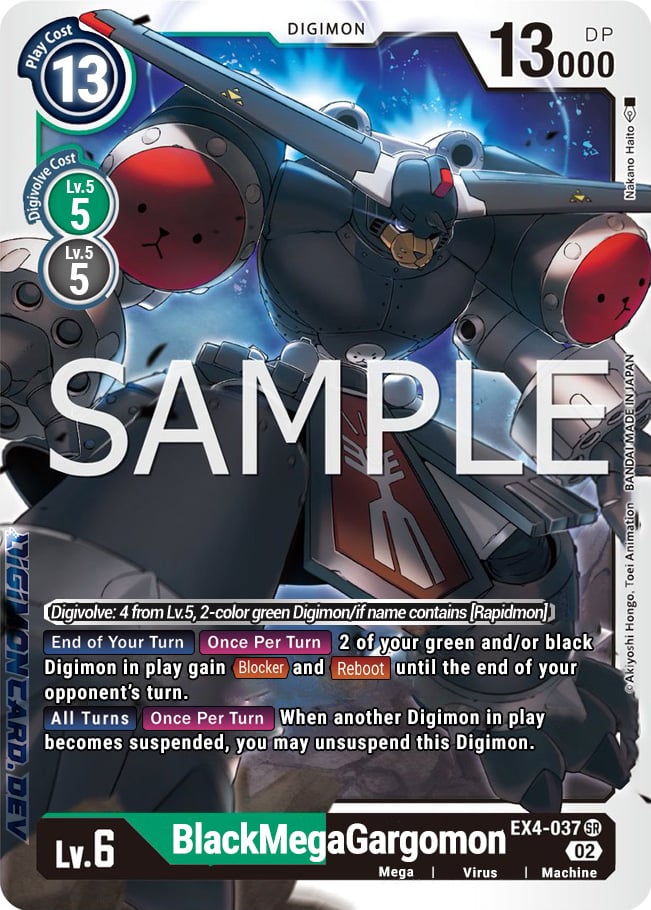 Play Cost
13
DIGIMON
13000
DP
Digivolve Cost
Lv.5
5
Lv.5
5
Nakano Haito
SAMPLE
©Akiyoshi Hongo, Toei Animation BANDAI MADE IN JAPAN
DIGIMONCARD.DEV
Digivolve: 4 from Lv.5, 2-color green Digimon/if name contains [Rapidmon]
End of Your Turn Once Per Turn 2 of your green and/or black
Digimon in play gain Blocker and Reboot until the end of your
opponent's turn.
All Turns Once Per Turn When another Digimon in play
becomes suspended, you may unsuspend this Digimon.
Lv.6
BlackMegaGargomon
EX4-037 SR
02
Mega | Virus | Machine